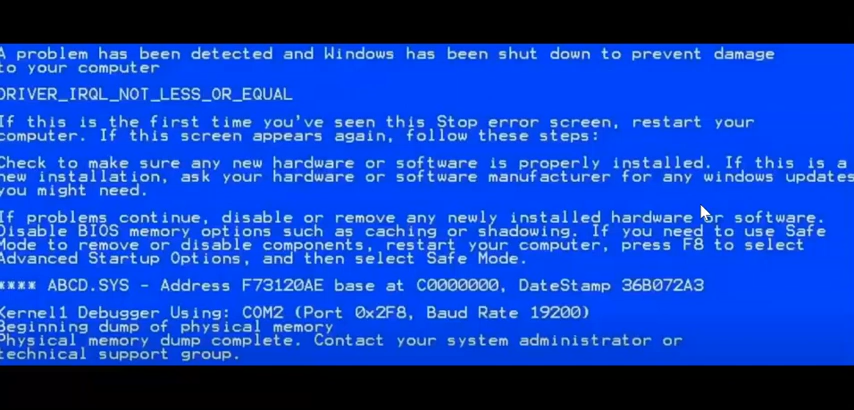 A problem has been detected and Windows has been shut down to prevent damage
to your computer
DRIVER_IRQL_NOT_LESS_OR_EQUAL
If this is the first time you've seen this Stop error screen, restart your
computer. If this screen appears again, follow these steps:
Check to make sure any new hardware or software is properly installed. If this is a
new installation, ask your hardware or software manufacturer for any windows updates
you might need.
If problems continue, disable or remove any newly installed hardware or software.
Disable BIOS memory options such as caching or shadowing. If you need to use Safe
Mode to remove or disable components, restart your computer, press F8 to select
Advanced Startup Options, and then select Safe Mode.
**** ABCD.SYS - Address F73120AE base at C0000000, DateStamp 36B072A3
Kernel1 Debugger Using: COM2 (Port 0x2F8, Baud Rate 19200)
Beginning dump of physical memory
Physical memory dump complete. Contact your system administrator or
technical support group.